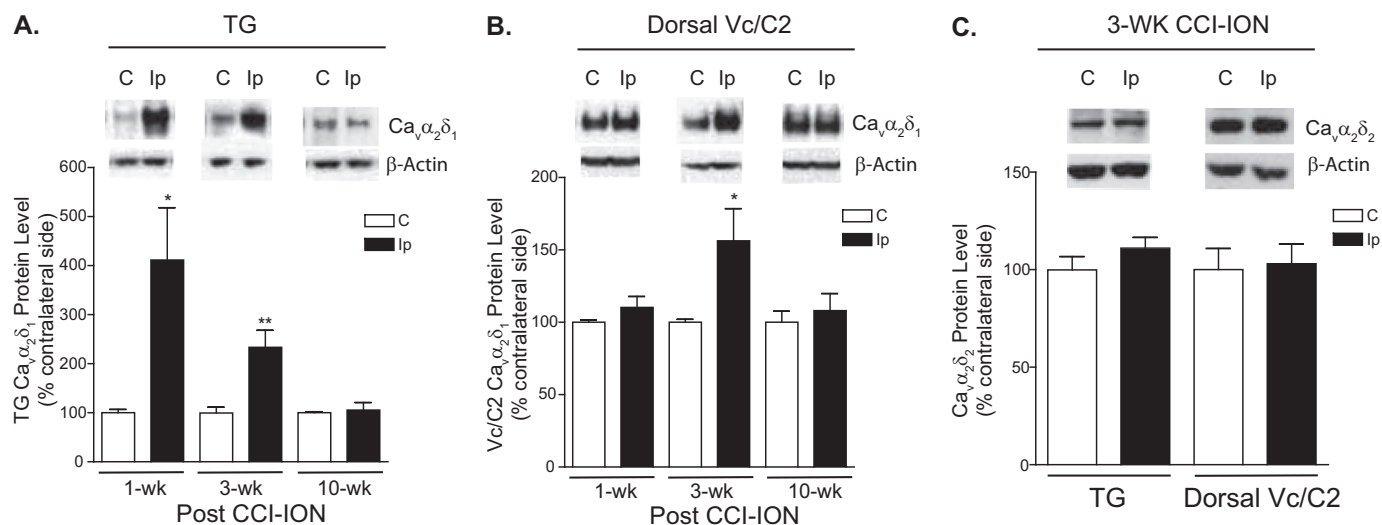 A.
TG
C Ip C Ip C Ip
Cavα2δ1
β-Actin
TG Cavα2δ1 Protein Level
(% contralateral side)
600
500
400
300
200
100
0
*
**
C
Ip
1-wk 3-wk 10-wk
Post CCI-ION
B.
Dorsal Vc/C2
C Ip C Ip C Ip
Cavα2δ1
β-Actin
Vc/C2 Cavα2δ1 Protein Level
(% contralateral side)
200
150
100
50
0
*
C
Ip
1-wk 3-wk 10-wk
Post CCI-ION
C.
3-WK CCI-ION
C Ip C Ip
Cavα2δ2
β-Actin
Cavα2δ2 Protein Level
(% contralateral side)
150
100
50
0
C
Ip
TG Dorsal Vc/C2